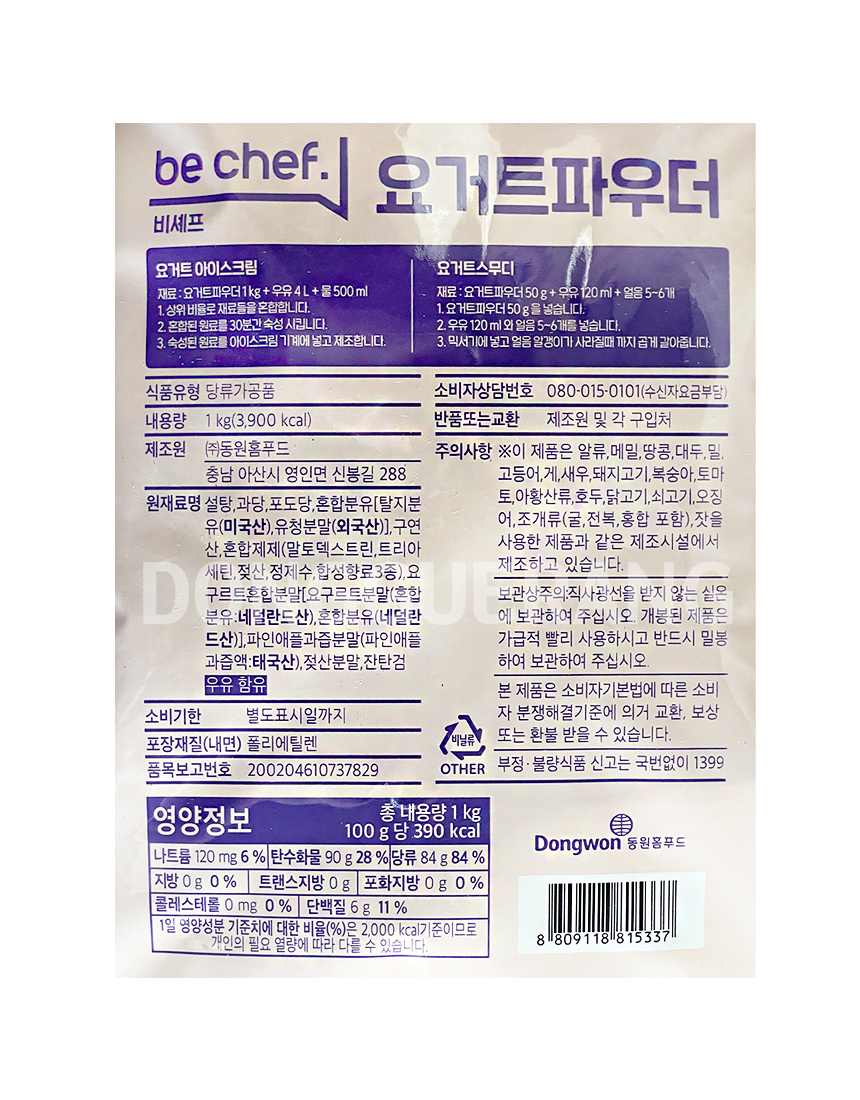 be chef.
비셰프
요거트파우더
요거트 아이스크림
재료 : 요거트파우더 1 kg + 우유 4 L + 물 500 ml
1. 상위 비율로 재료들을 혼합합니다.
2. 혼합된 원료를 30분간 숙성 시킵니다.
3. 숙성된 원료를 아이스크림 기계에 넣고 제조합니다.
요거트스무디
재료 : 요거트파우더 50 g + 우유 120 ml + 얼음 5~6개
1. 요거트파우더 50 g 을 넣습니다.
2. 우유 120 ml 와 얼음 5~6개를 넣습니다.
3. 믹서기에 넣고 얼음 알갱이가 사라질때 까지 곱게 갈아줍니다.
식품유형 당류가공품
내용량 1 kg(3,900 kcal)
제조원 ㈜동원홈푸드
충남 아산시 영인면 신봉길 288
원재료명 설탕,과당,포도당,혼합분유[탈지분
유(미국산),유청분말(외국산)],구연
산,혼합제제(말토덱스트린,트리아
세틴,젖산,정제수,합성향료3종),요
구르트혼합분말[요구르트분말(혼합
분유:네덜란드산),혼합분유(네덜란
드산)],파인애플과즙분말(파인애플
과즙액:태국산),젖산분말,잔탄검
우유 함유
소비기한 별도표시일까지
포장재질(내면) 폴리에틸렌
품목보고번호 200204610737829
소비자상담번호 080-015-0101(수신자요금부담)
반품또는교환 제조원 및 각 구입처
주의사항 ※이 제품은 알류,메밀,땅콩,대두,밀,
고등어,게,새우,돼지고기,복숭아,토마
토,아황산류,호두,닭고기,쇠고기,오징
어,조개류(굴,전복,홍합 포함),잣을
사용한 제품과 같은 제조시설에서
제조하고 있습니다.
보관상주의:직사광선을 받지 않는 실온
에 보관하여 주십시오. 개봉된 제품은
가급적 빨리 사용하시고 반드시 밀봉
하여 보관하여 주십시오.
본 제품은 소비자기본법에 따른 소비
자 분쟁해결기준에 의거 교환, 보상
또는 환불 받을 수 있습니다.
비닐류
OTHER
부정·불량식품 신고는 국번없이 1399
영양정보
총 내용량 1 kg
100 g 당 390 kcal
나트륨 120 mg 6 % 탄수화물 90 g 28 % 당류 84 g 84 %
지방 0 g 0 % 트랜스지방 0 g 포화지방 0 g 0 %
콜레스테롤 0 mg 0 % 단백질 6 g 11 %
1일 영양성분 기준치에 대한 비율(%)은 2,000 kcal기준이므로
개인의 필요 열량에 따라 다를 수 있습니다.
Dongwon 동원홈푸드
8 809118 815337